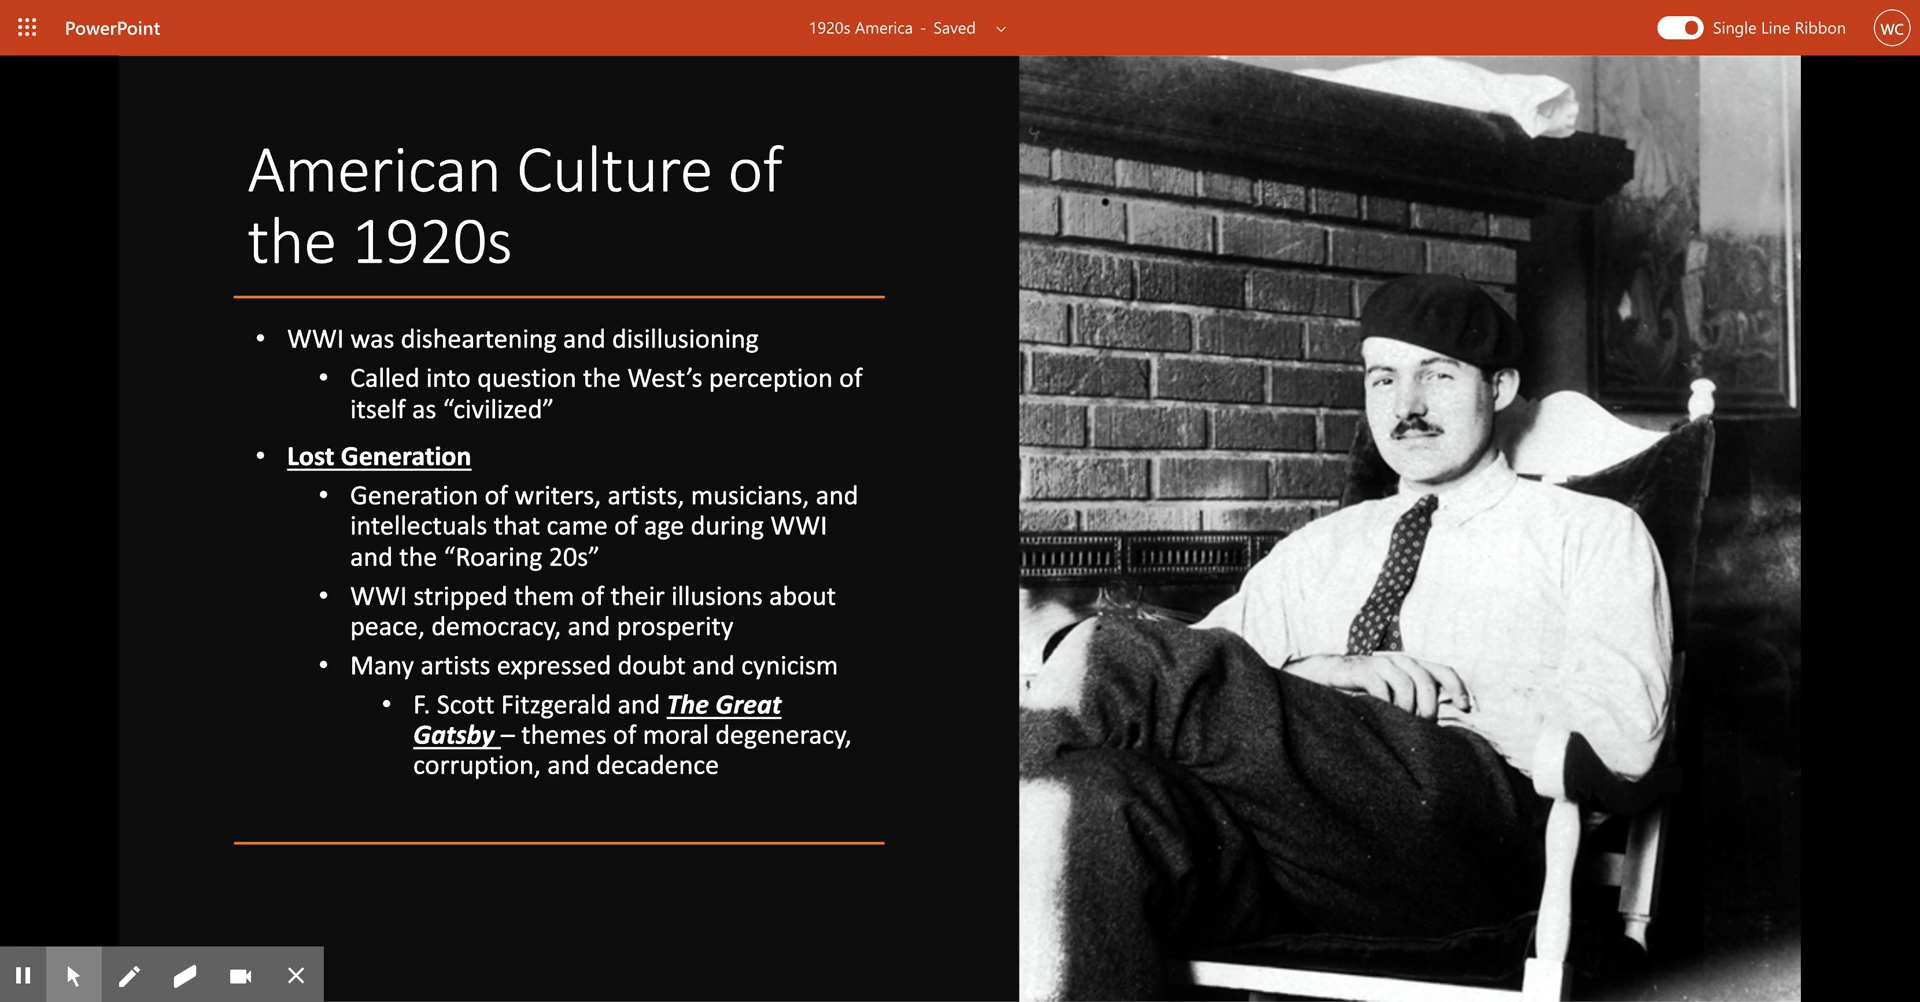 PowerPoint
1920s America - Saved
Single Line Ribbon
WC
American Culture of
the 1920s
• WWI was disheartening and disillusioning
• Called into question the West’s perception of
itself as “civilized”
• Lost Generation
• Generation of writers, artists, musicians, and
intellectuals that came of age during WWI
and the “Roaring 20s”
• WWI stripped them of their illusions about
peace, democracy, and prosperity
• Many artists expressed doubt and cynicism
• F. Scott Fitzgerald and The Great
Gatsby – themes of moral degeneracy,
corruption, and decadence